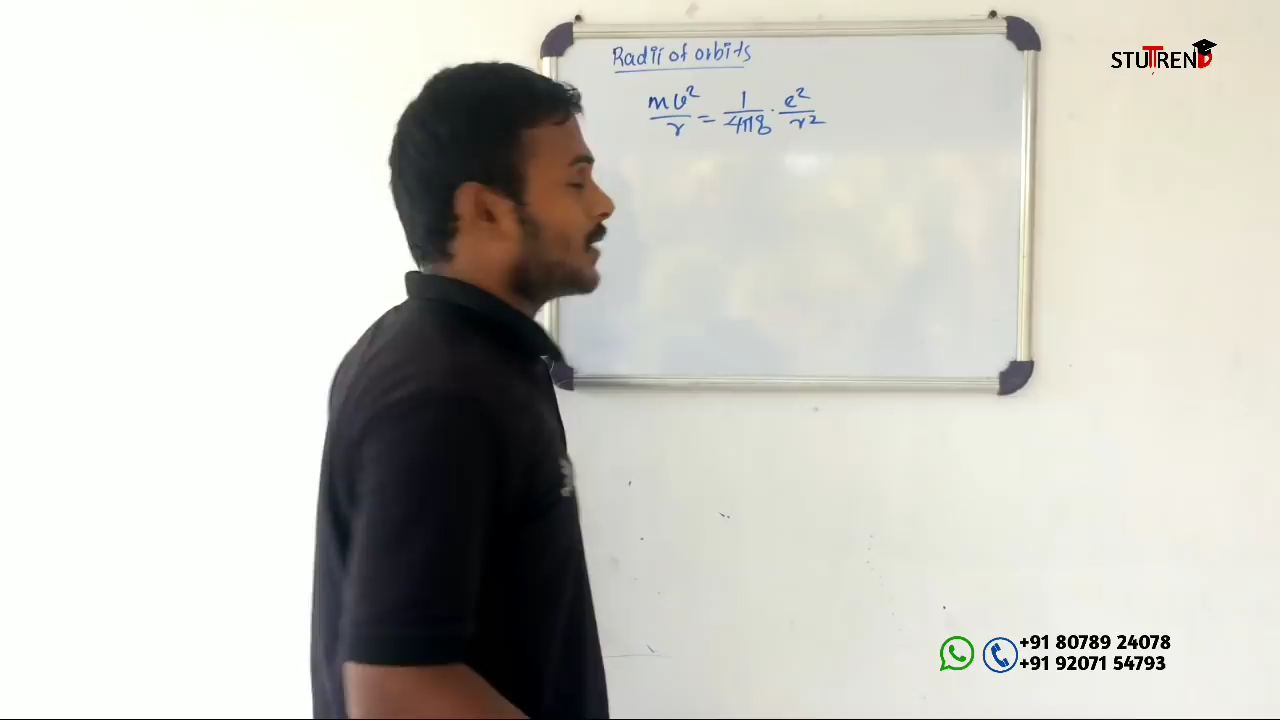 Radii of orbits
mv²/r = 1/4πε₀ · e²/r²
STUTREND
+91 80789 24078
+91 92071 54793